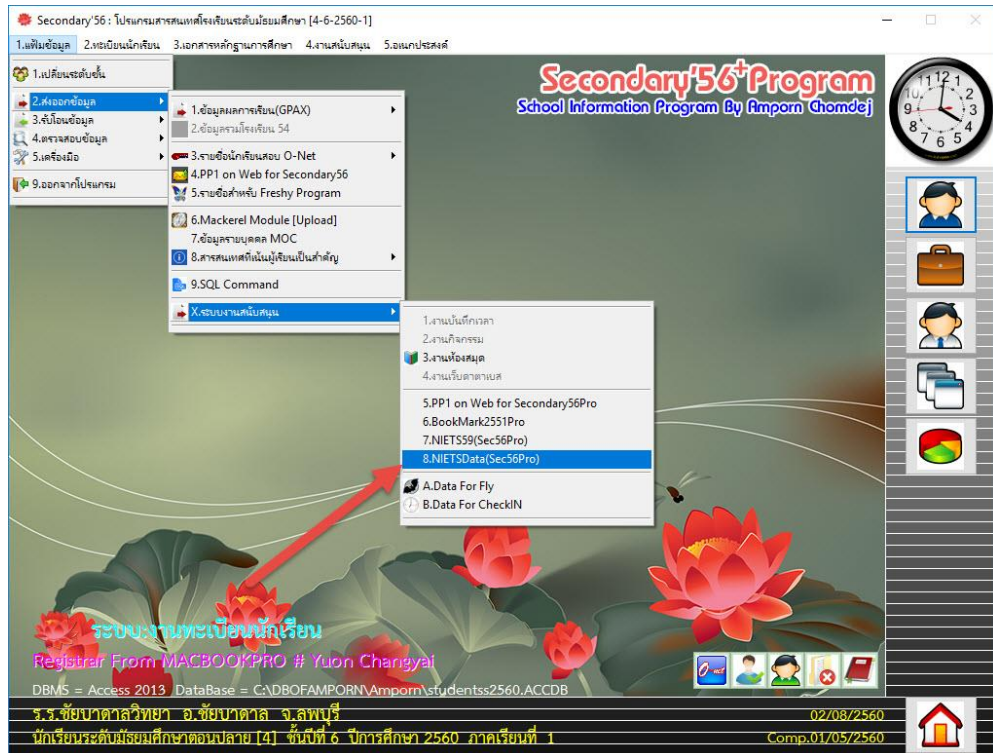 Secondary'56 : โปรแกรมสารสนเทศโรงเรียนระดับมัธยมศึกษา [4-6-2560-1]
1.แฟ้มข้อมูล 2.ทะเบียนนักเรียน 3.เอกสารหลักฐานการศึกษา 4.งานสนับสนุน 5.อเนกประสงค์
Secondary'56+Program
School Information Program By Amporn Chomdej
1.เปลี่ยนระดับชั้น
2.ส่งออกข้อมูล
3.รับโอนข้อมูล
4.ตรวจสอบข้อมูล
5.เครื่องมือ
9.ออกจากโปรแกรม
1.ข้อมูลผลการเรียน(GPAX)
2.ข้อมูลรวมโรงเรียน 54
3.รายชื่อนักเรียนสอบ O-Net
4.PP1 on Web for Secondary56
5.รายชื่อสำหรับ Freshy Program
6.Mackerel Module [Upload]
7.ข้อมูลรายบุคคล MOC
8.สารสนเทศที่เน้นผู้เรียนเป็นสำคัญ
9.SQL Command
X.ระบบงานสนับสนุน
1.งานบันทึกเวลา
2.งานกิจกรรม
3.งานห้องสมุด
4.งานเว็บดาตาเบส
5.PP1 on Web for Secondary56Pro
6.BookMark2551Pro
7.NIETS59(Sec56Pro)
8.NIETSData(Sec56Pro)
A.Data For Fly
B.Data For CheckIN
11 12 1
10 2
9 3
8 4
7 6 5
ระบบ:งานทะเบียนนักเรียน
Registrar From MACBOOKPRO # Yuon Changyai
DBMS = Access 2013 DataBase = C:\DBOFAMPORN\Amporn\studentss2560.ACCDB
O-NET
ร.ร.ชัยบาดาลวิทยา อ.ชัยบาดาล จ.ลพบุรี 02/08/2560
นักเรียนระดับมัธยมศึกษาตอนปลาย [4] ชั้นปีที่ 6 ปีการศึกษา 2560 ภาคเรียนที่ 1 Comp.01/05/2560